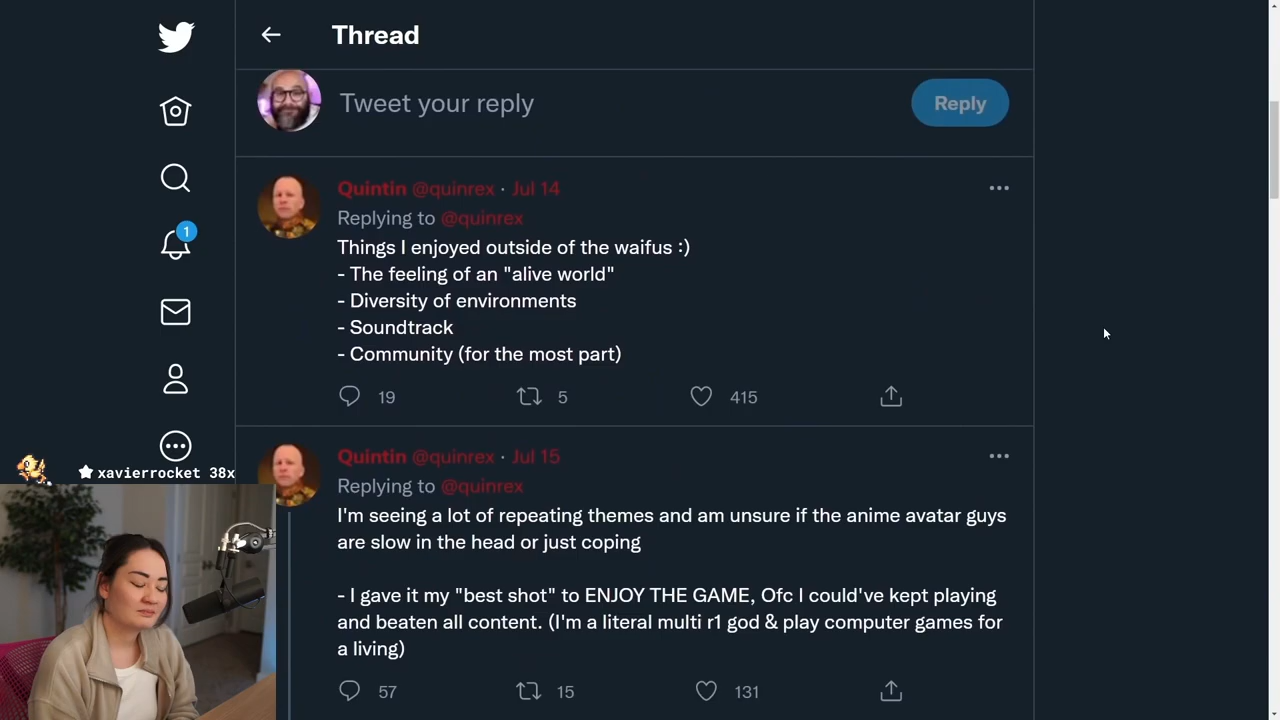 Thread
Tweet your reply
Reply
Quintin @quinrex · Jul 14
Replying to @quinrex
Things I enjoyed outside of the waifus :)
- The feeling of an "alive world"
- Diversity of environments
- Soundtrack
- Community (for the most part)
19 5 415
1
Quintin @quinrex · Jul 15
Replying to @quinrex
I'm seeing a lot of repeating themes and am unsure if the anime avatar guys
are slow in the head or just coping
- I gave it my "best shot" to ENJOY THE GAME, Ofc I could've kept playing
and beaten all content. (I'm a literal multi r1 god & play computer games for
a living)
57 15 131
xavierrocket 38x